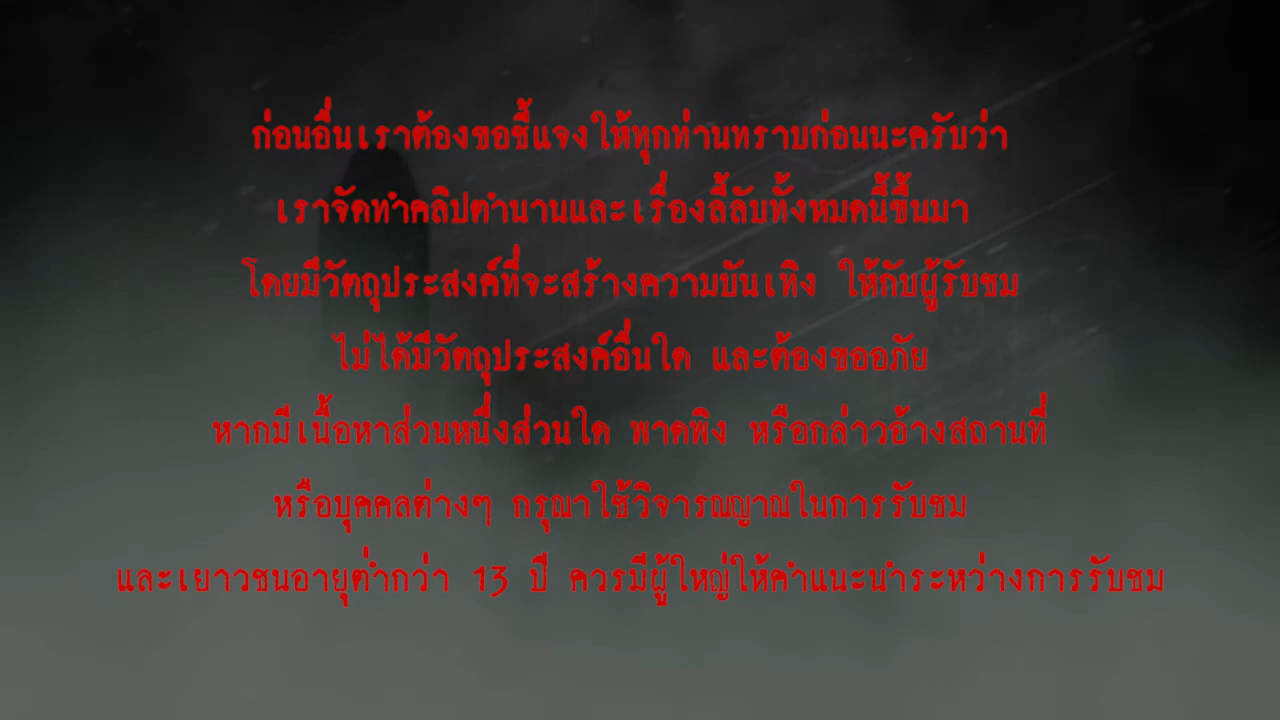 ก่อนอื่นเราต้องขอชี้แจงให้ทุกท่านทราบก่อนนะครับว่า
เราจัดทำคลิปตำนานและเรื่องลี้ลับทั้งหมดนี้ขึ้นมา
โดยมีวัตถุประสงค์ที่จะสร้างความบันเทิง ให้กับผู้รับชม
ไม่ได้มีวัตถุประสงค์อื่นใด และต้องขออภัย
หากมีเนื้อหาส่วนหนึ่งส่วนใด พาดพิง หรือกล่าวอ้างสถานที่
หรือบุคคลต่างๆ กรุณาใช้วิจารณญาณในการรับชม
และเยาวชนอายุต่ำกว่า 13 ปี ควรมีผู้ใหญ่ให้คำแนะนำระหว่างการรับชม